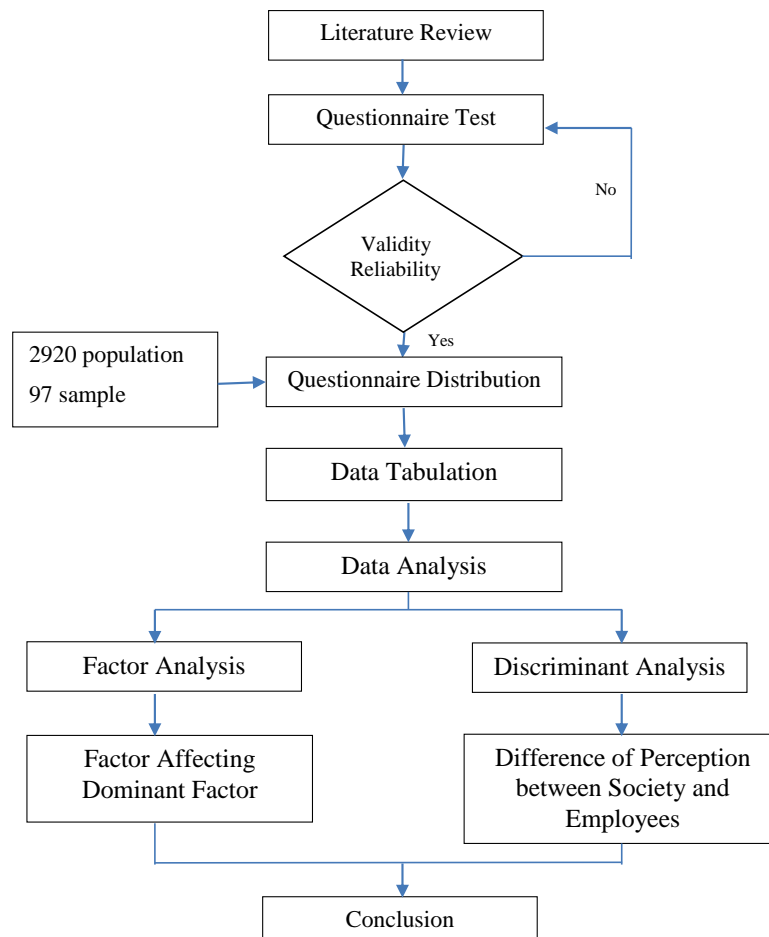 Literature Review
Questionnaire Test
No
Validity
Reliability
Yes
2920 population
97 sample
Questionnaire Distribution
Data Tabulation
Data Analysis
Factor Analysis
Discriminant Analysis
Factor Affecting
Dominant Factor
Difference of Perception
between Society and
Employees
Conclusion